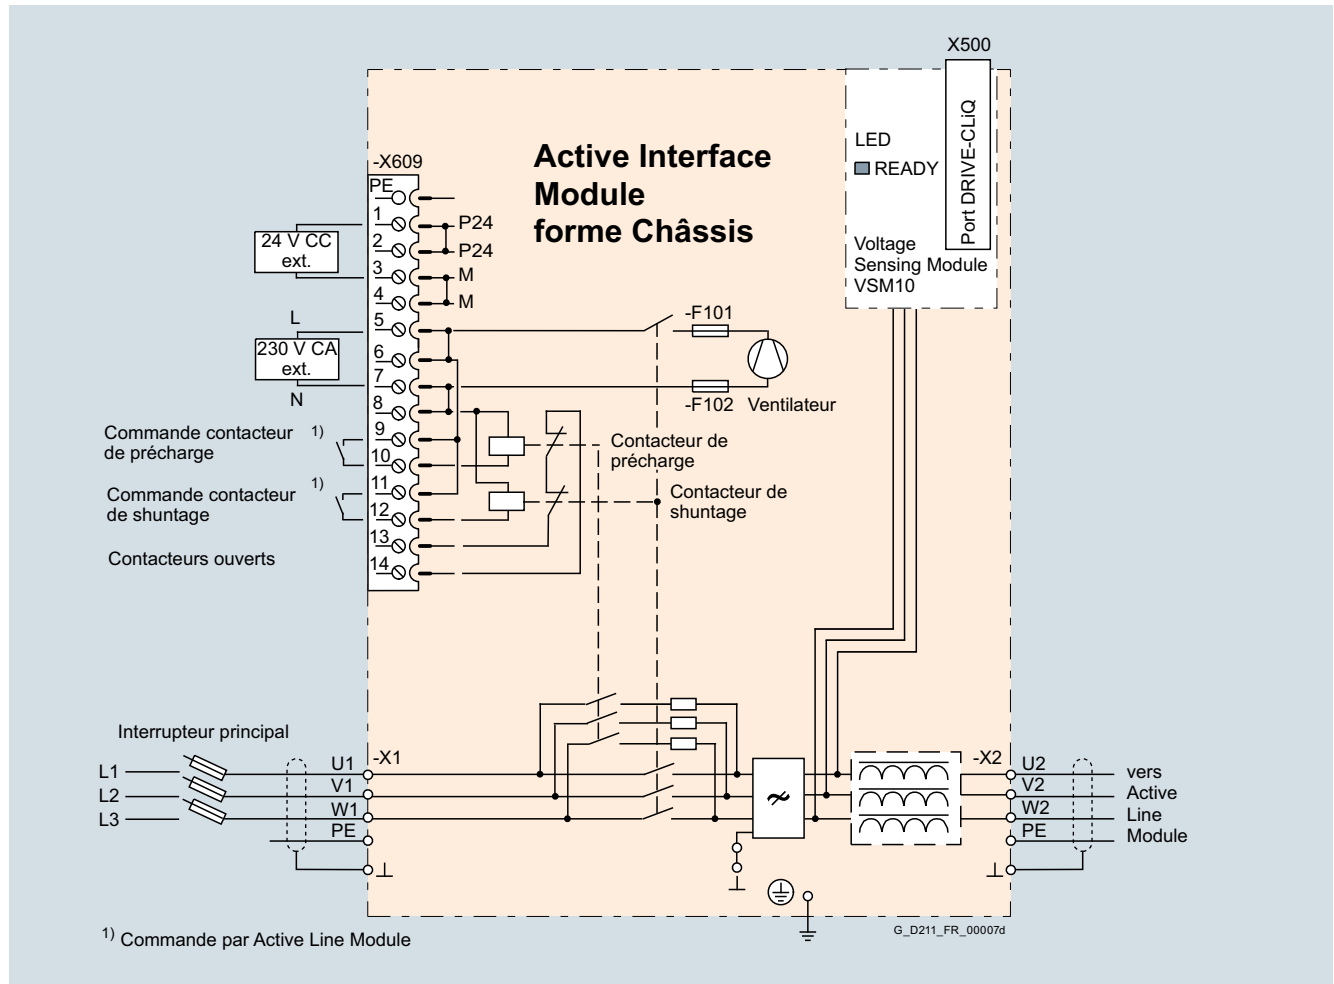 X500
Port DRIVE-CLiQ
LED
READY
Voltage
Sensing Module
VSM10
Active Interface
Module
forme Châssis
-X609
PE
1
P24
24 V CC
ext.
2
P24
3
M
4
M
L
5
-F101
230 V CA
ext.
6
7
N
-F102
Ventilateur
8
Commande contacteur
de précharge
1)
9
10
Contacteur de
précharge
Commande contacteur
de shuntage
1)
11
12
Contacteur de
shuntage
13
Contacteurs ouverts
14
Interrupteur principal
-X1
-X2
L1
U1
U2
vers
L2
V1
V2
Active
L3
W1
W2
Line
PE
PE
Module
G_D211_FR_00007d
1) Commande par Active Line Module